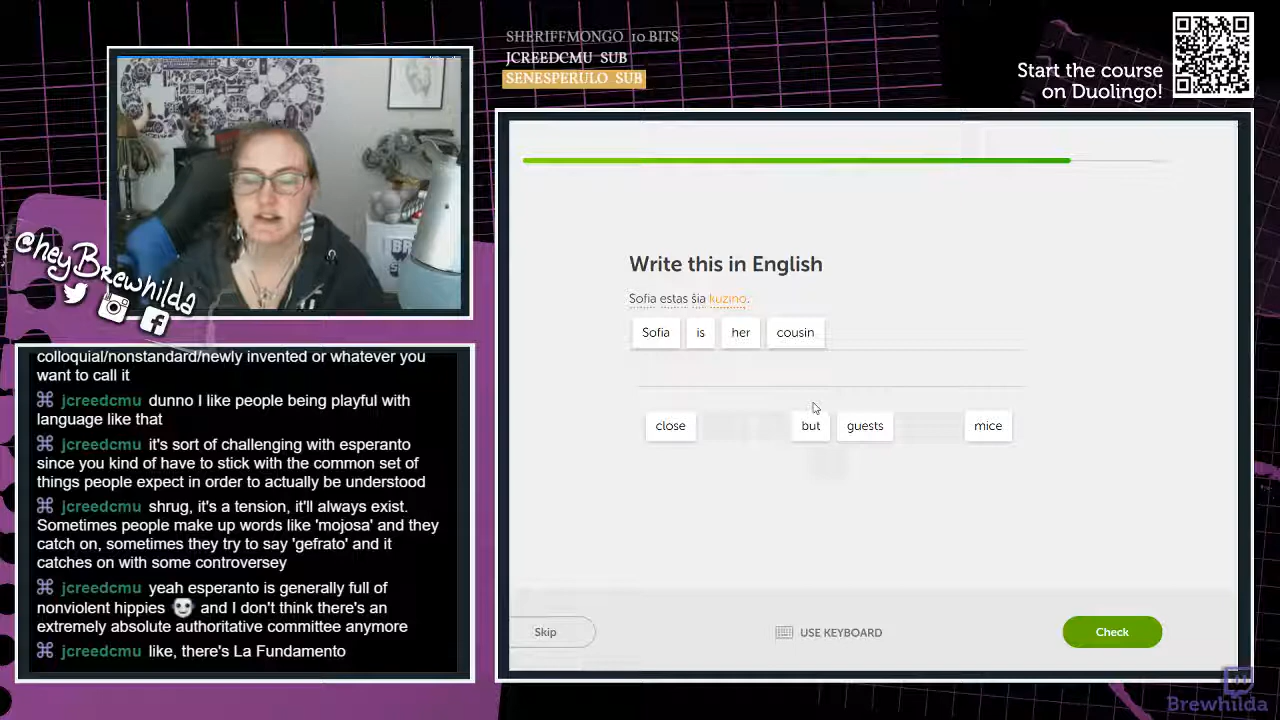 SHERIFFMONGO 10 BITS
JCREEDCMU SUB
SENESPERULO SUB
Start the course
on Duolingo!
@heyBrewhilda
Write this in English
Sofia estas ŝia kuzino.
Sofia is her cousin
close but guests mice
Skip
USE KEYBOARD
Check
colloquial/nonstandard/newly invented or whatever you
want to call it
jcreedcmu dunno I like people being playful with
language like that
jcreedcmu it's sort of challenging with esperanto
since you kind of have to stick with the common set of
things people expect in order to actually be understood
jcreedcmu shrug, it's a tension, it'll always exist.
Sometimes people make up words like 'mojosa' and they
catch on, sometimes they try to say 'gefrato' and it
catches on with some controversey
jcreedcmu yeah esperanto is generally full of
nonviolent hippies and I don't think there's an
extremely absolute authoritative committee anymore
jcreedcmu like, there's La Fundamento
Brewhilda